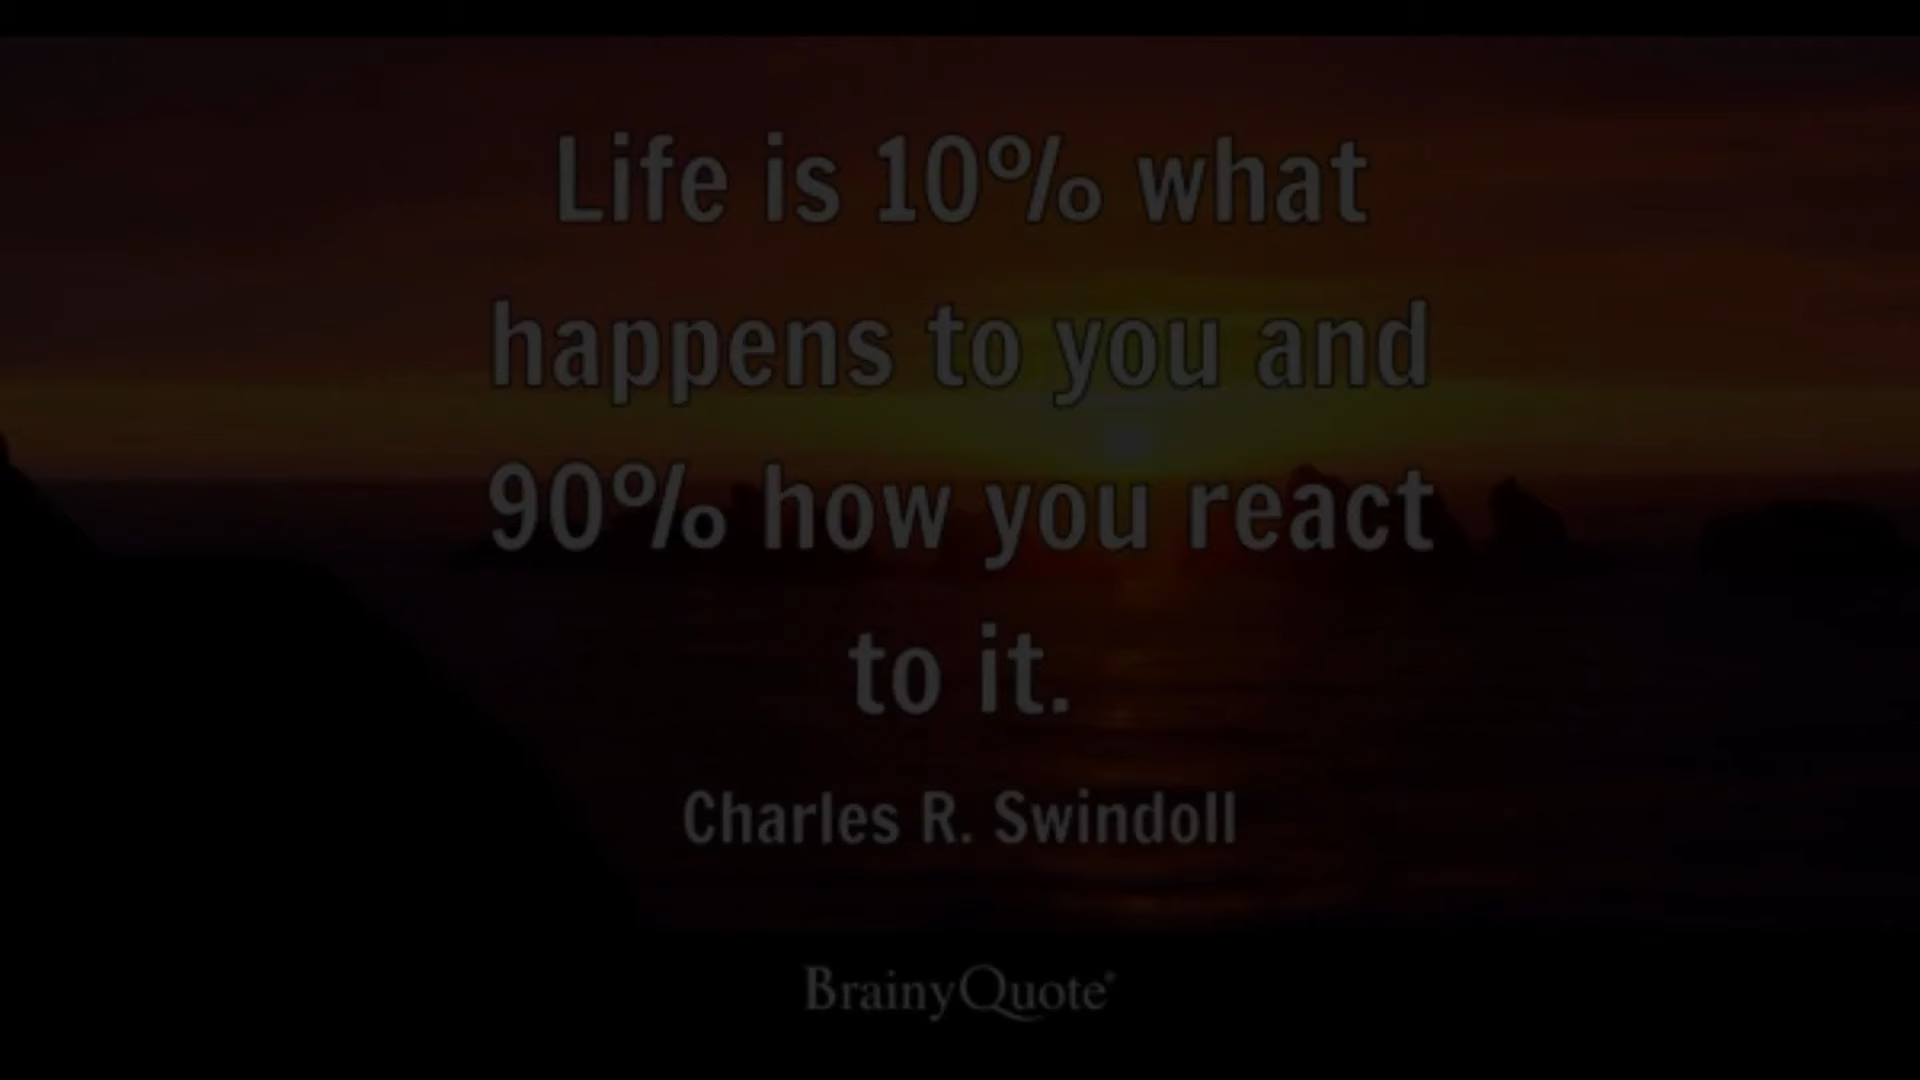 Life is 10% what
happens to you and
90% how you react
to it.
Charles R. Swindoll
BrainyQuote®